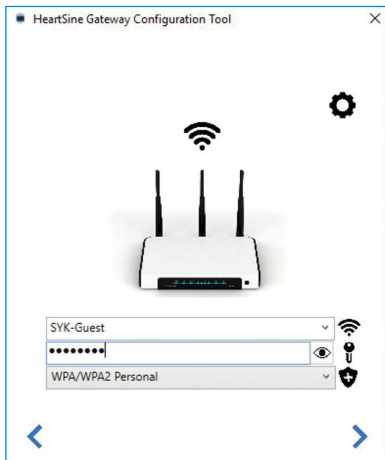 HeartSine Gateway Configuration Tool
SYK-Guest
••••••••
WPA/WPA2 Personal